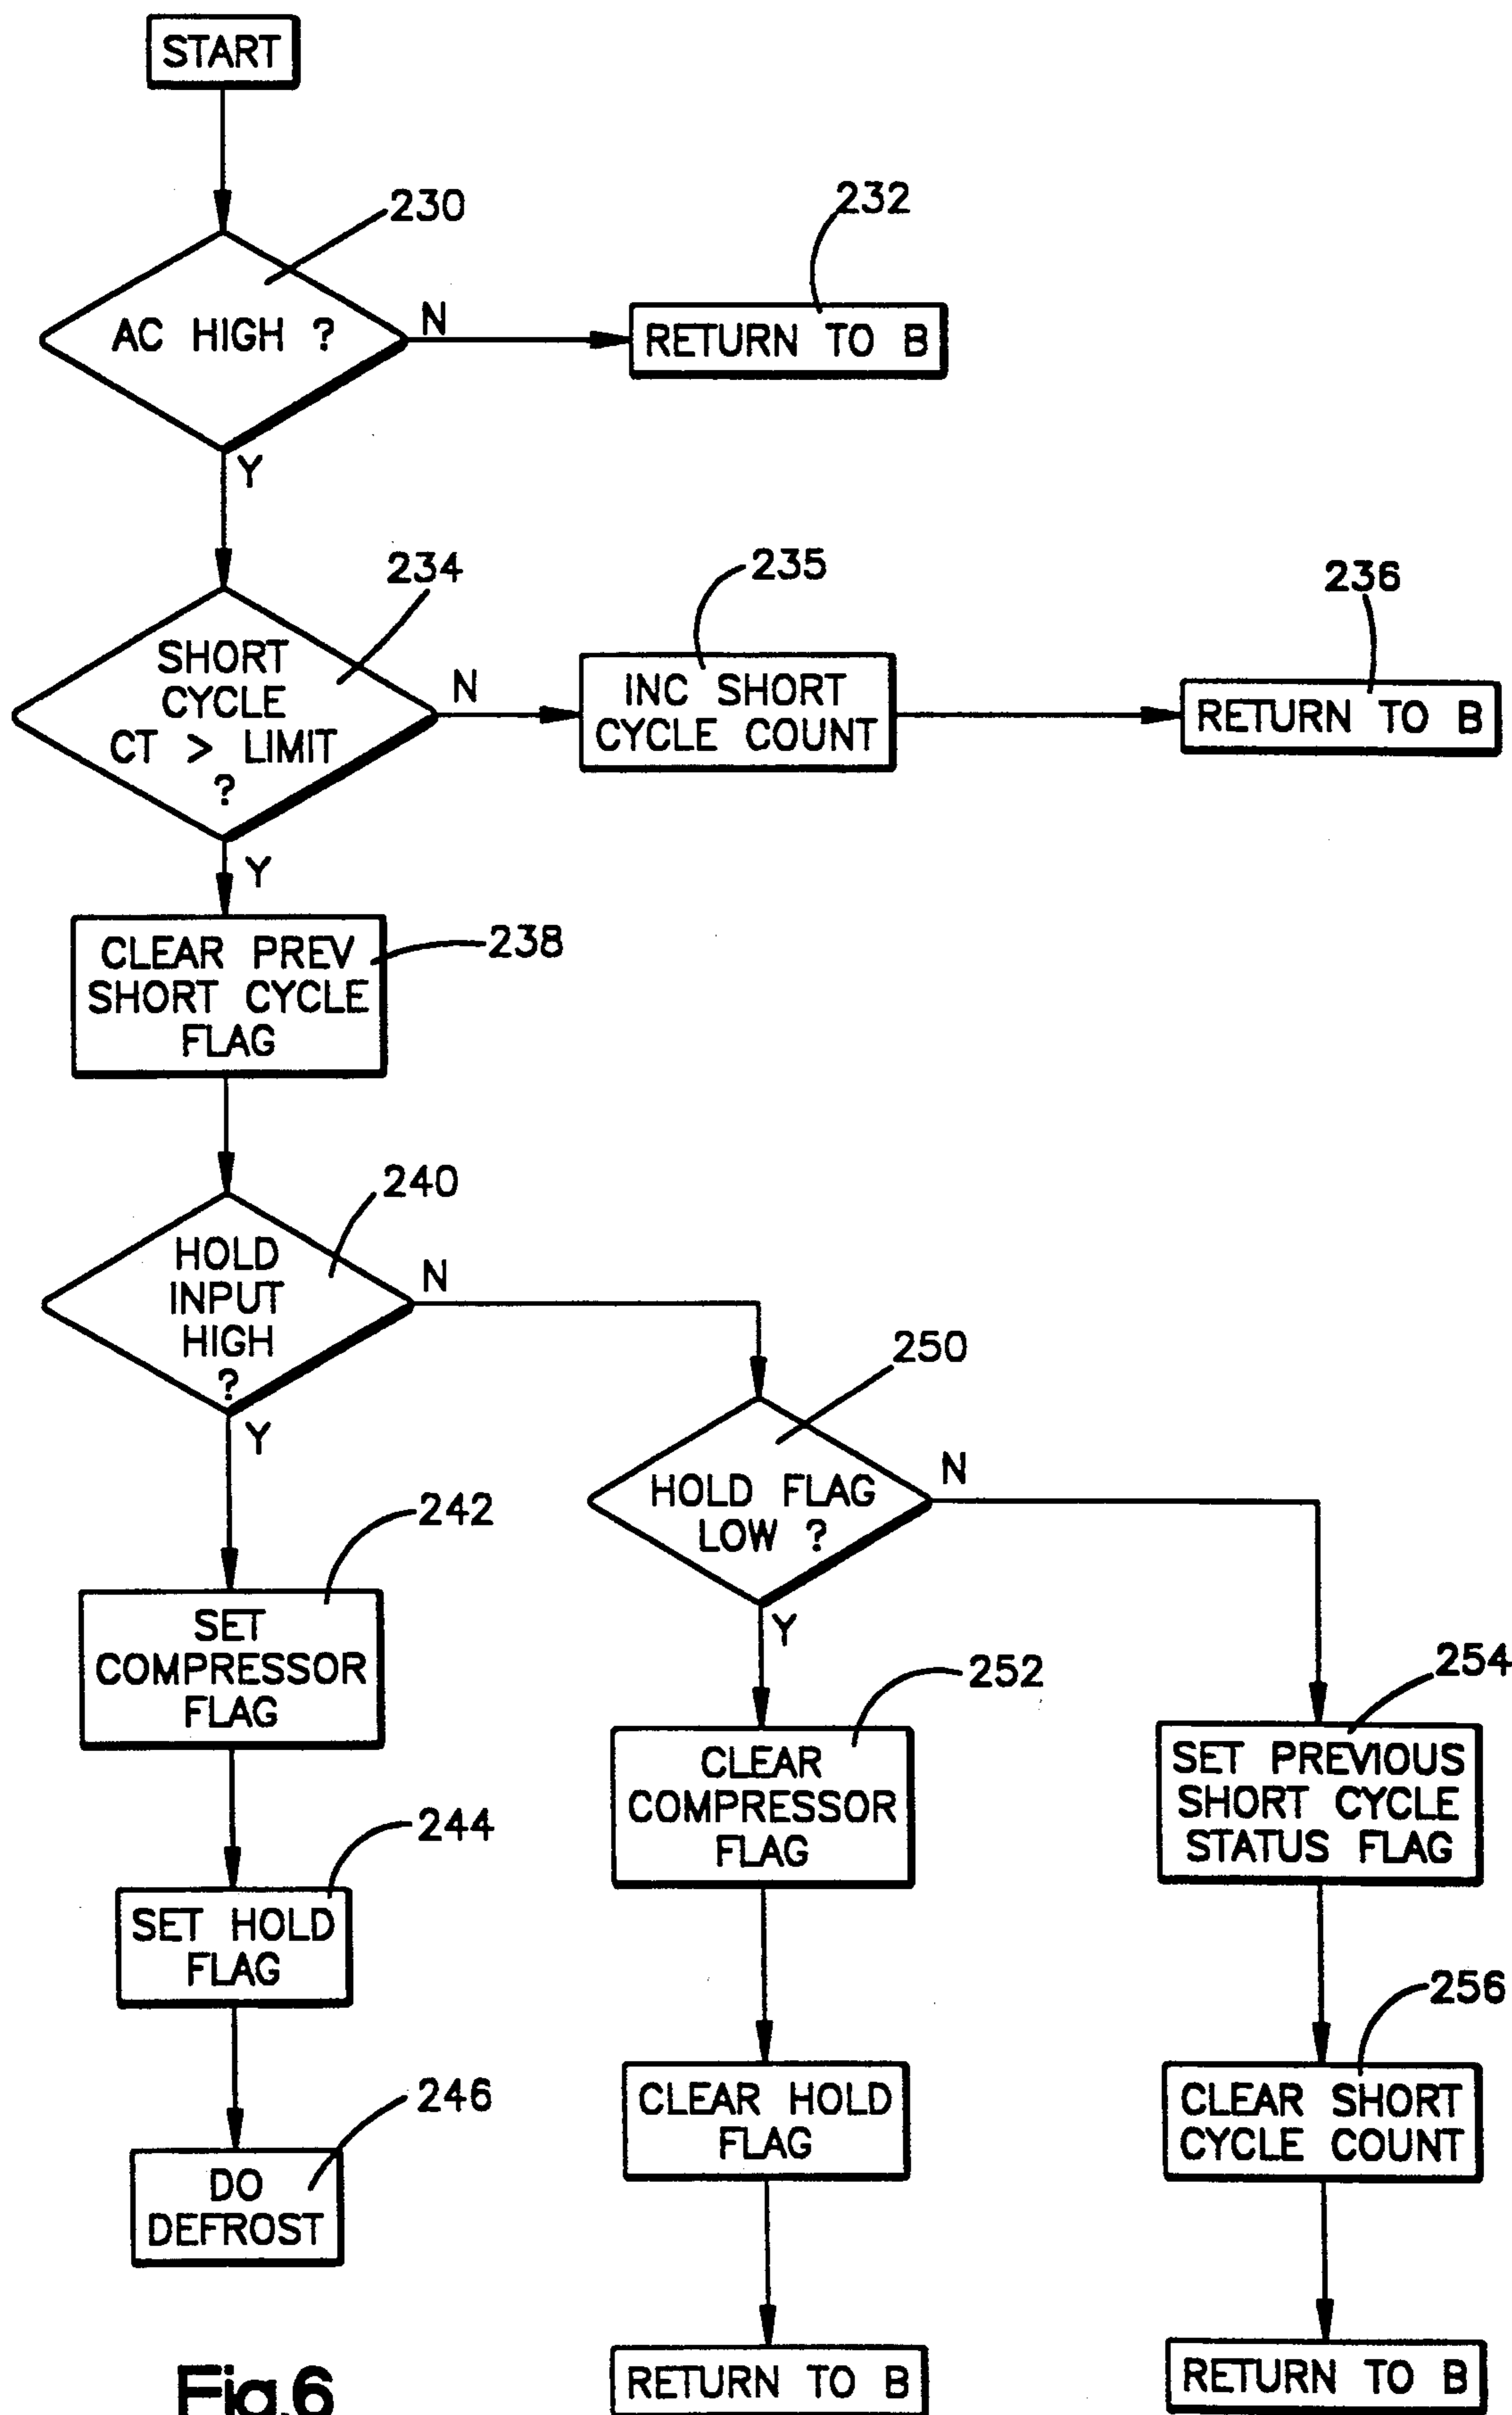 START
230
232
AC HIGH ?
N
RETURN TO B
Y
234
235
236
SHORT
CYCLE
CT > LIMIT
?
N
INC SHORT
CYCLE COUNT
RETURN TO B
Y
238
CLEAR PREV
SHORT CYCLE
FLAG
240
HOLD
INPUT
HIGH
?
N
Y
250
HOLD FLAG
LOW ?
N
Y
242
SET
COMPRESSOR
FLAG
252
CLEAR
COMPRESSOR
FLAG
254
SET PREVIOUS
SHORT CYCLE
STATUS FLAG
244
SET HOLD
FLAG
256
CLEAR HOLD
FLAG
CLEAR SHORT
CYCLE COUNT
246
DO
DEFROST
RETURN TO B
RETURN TO B
Fig.6